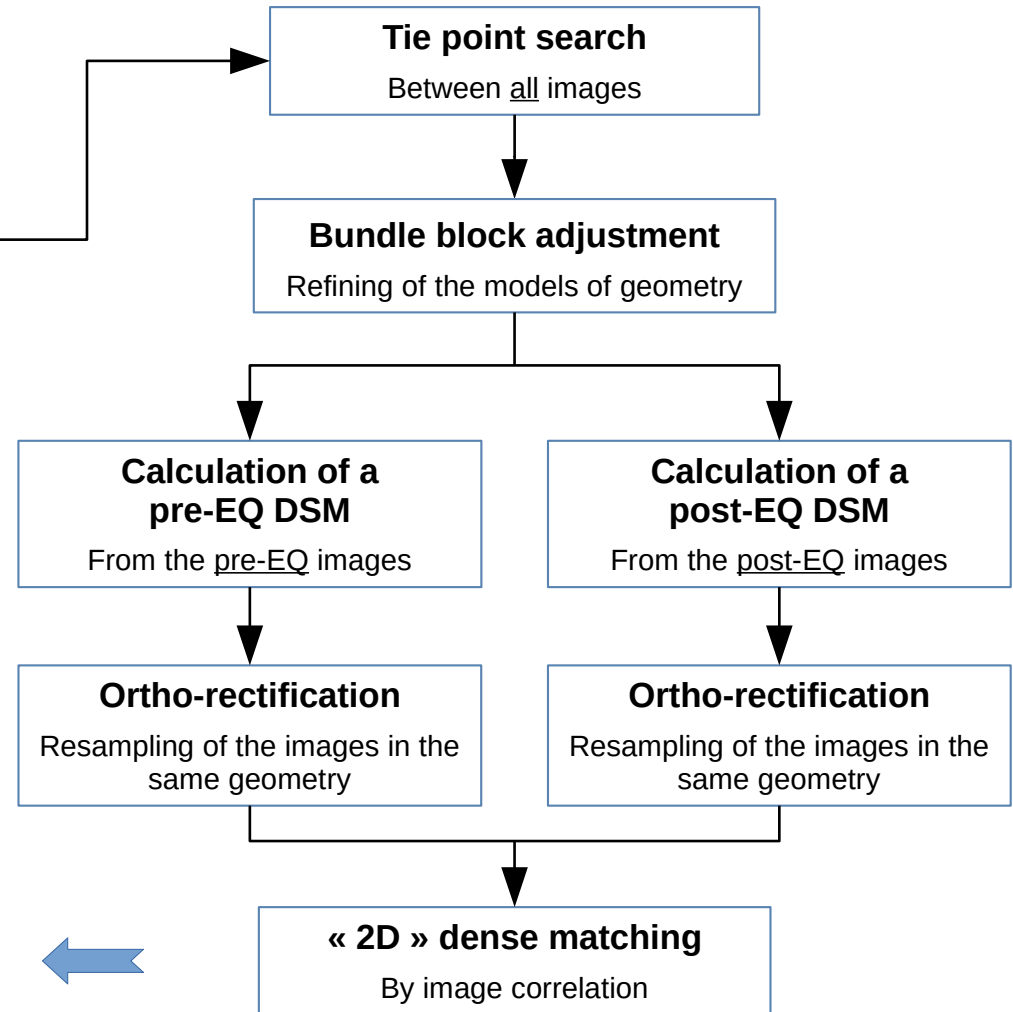 Tie point search
Between all images
Bundle block adjustment
Refining of the models of geometry
Calculation of a
pre-EQ DSM
From the pre-EQ images
Calculation of a
post-EQ DSM
From the post-EQ images
Ortho-rectification
Resampling of the images in the
same geometry
Ortho-rectification
Resampling of the images in the
same geometry
« 2D » dense matching
By image correlation